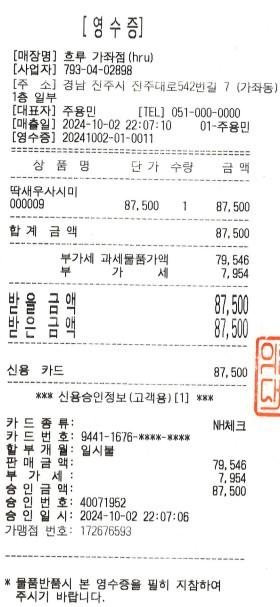 [영수증]
[매장명] 흐루 가좌점(hru)
[사업자] 793-04-02898
[주 소] 경남 진주시 진주대로542번길 7 (가좌동)
1층 일부
[대표자] 주용민 [TEL] 051-000-0000
[매출일] 2024-10-02 22:07:10 01-주용민
[영수증] 20241002-01-0011
상 품 명 단가 수량 금액
딱새우사시미
000009 87,500 1 87,500
합계 금액 87,500
부가세 과세물품가액 79,546
부 가 세 7,954
받을금액 87,500
받은금액 87,500
신용 카드 87,500
*** 신용승인정보(고객용)[1] ***
카드종류: NH체크
카드번호: 9441-1676-****-****
할부개월: 일시불
판매금액: 79,546
부 가 세: 7,954
승인금액: 87,500
승인번호: 40071952
승인일시: 2024-10-02 22:07:06
가맹점 번호: 172676593
* 물품반품시 본 영수증을 필히 지참하여
주시기 바랍니다.